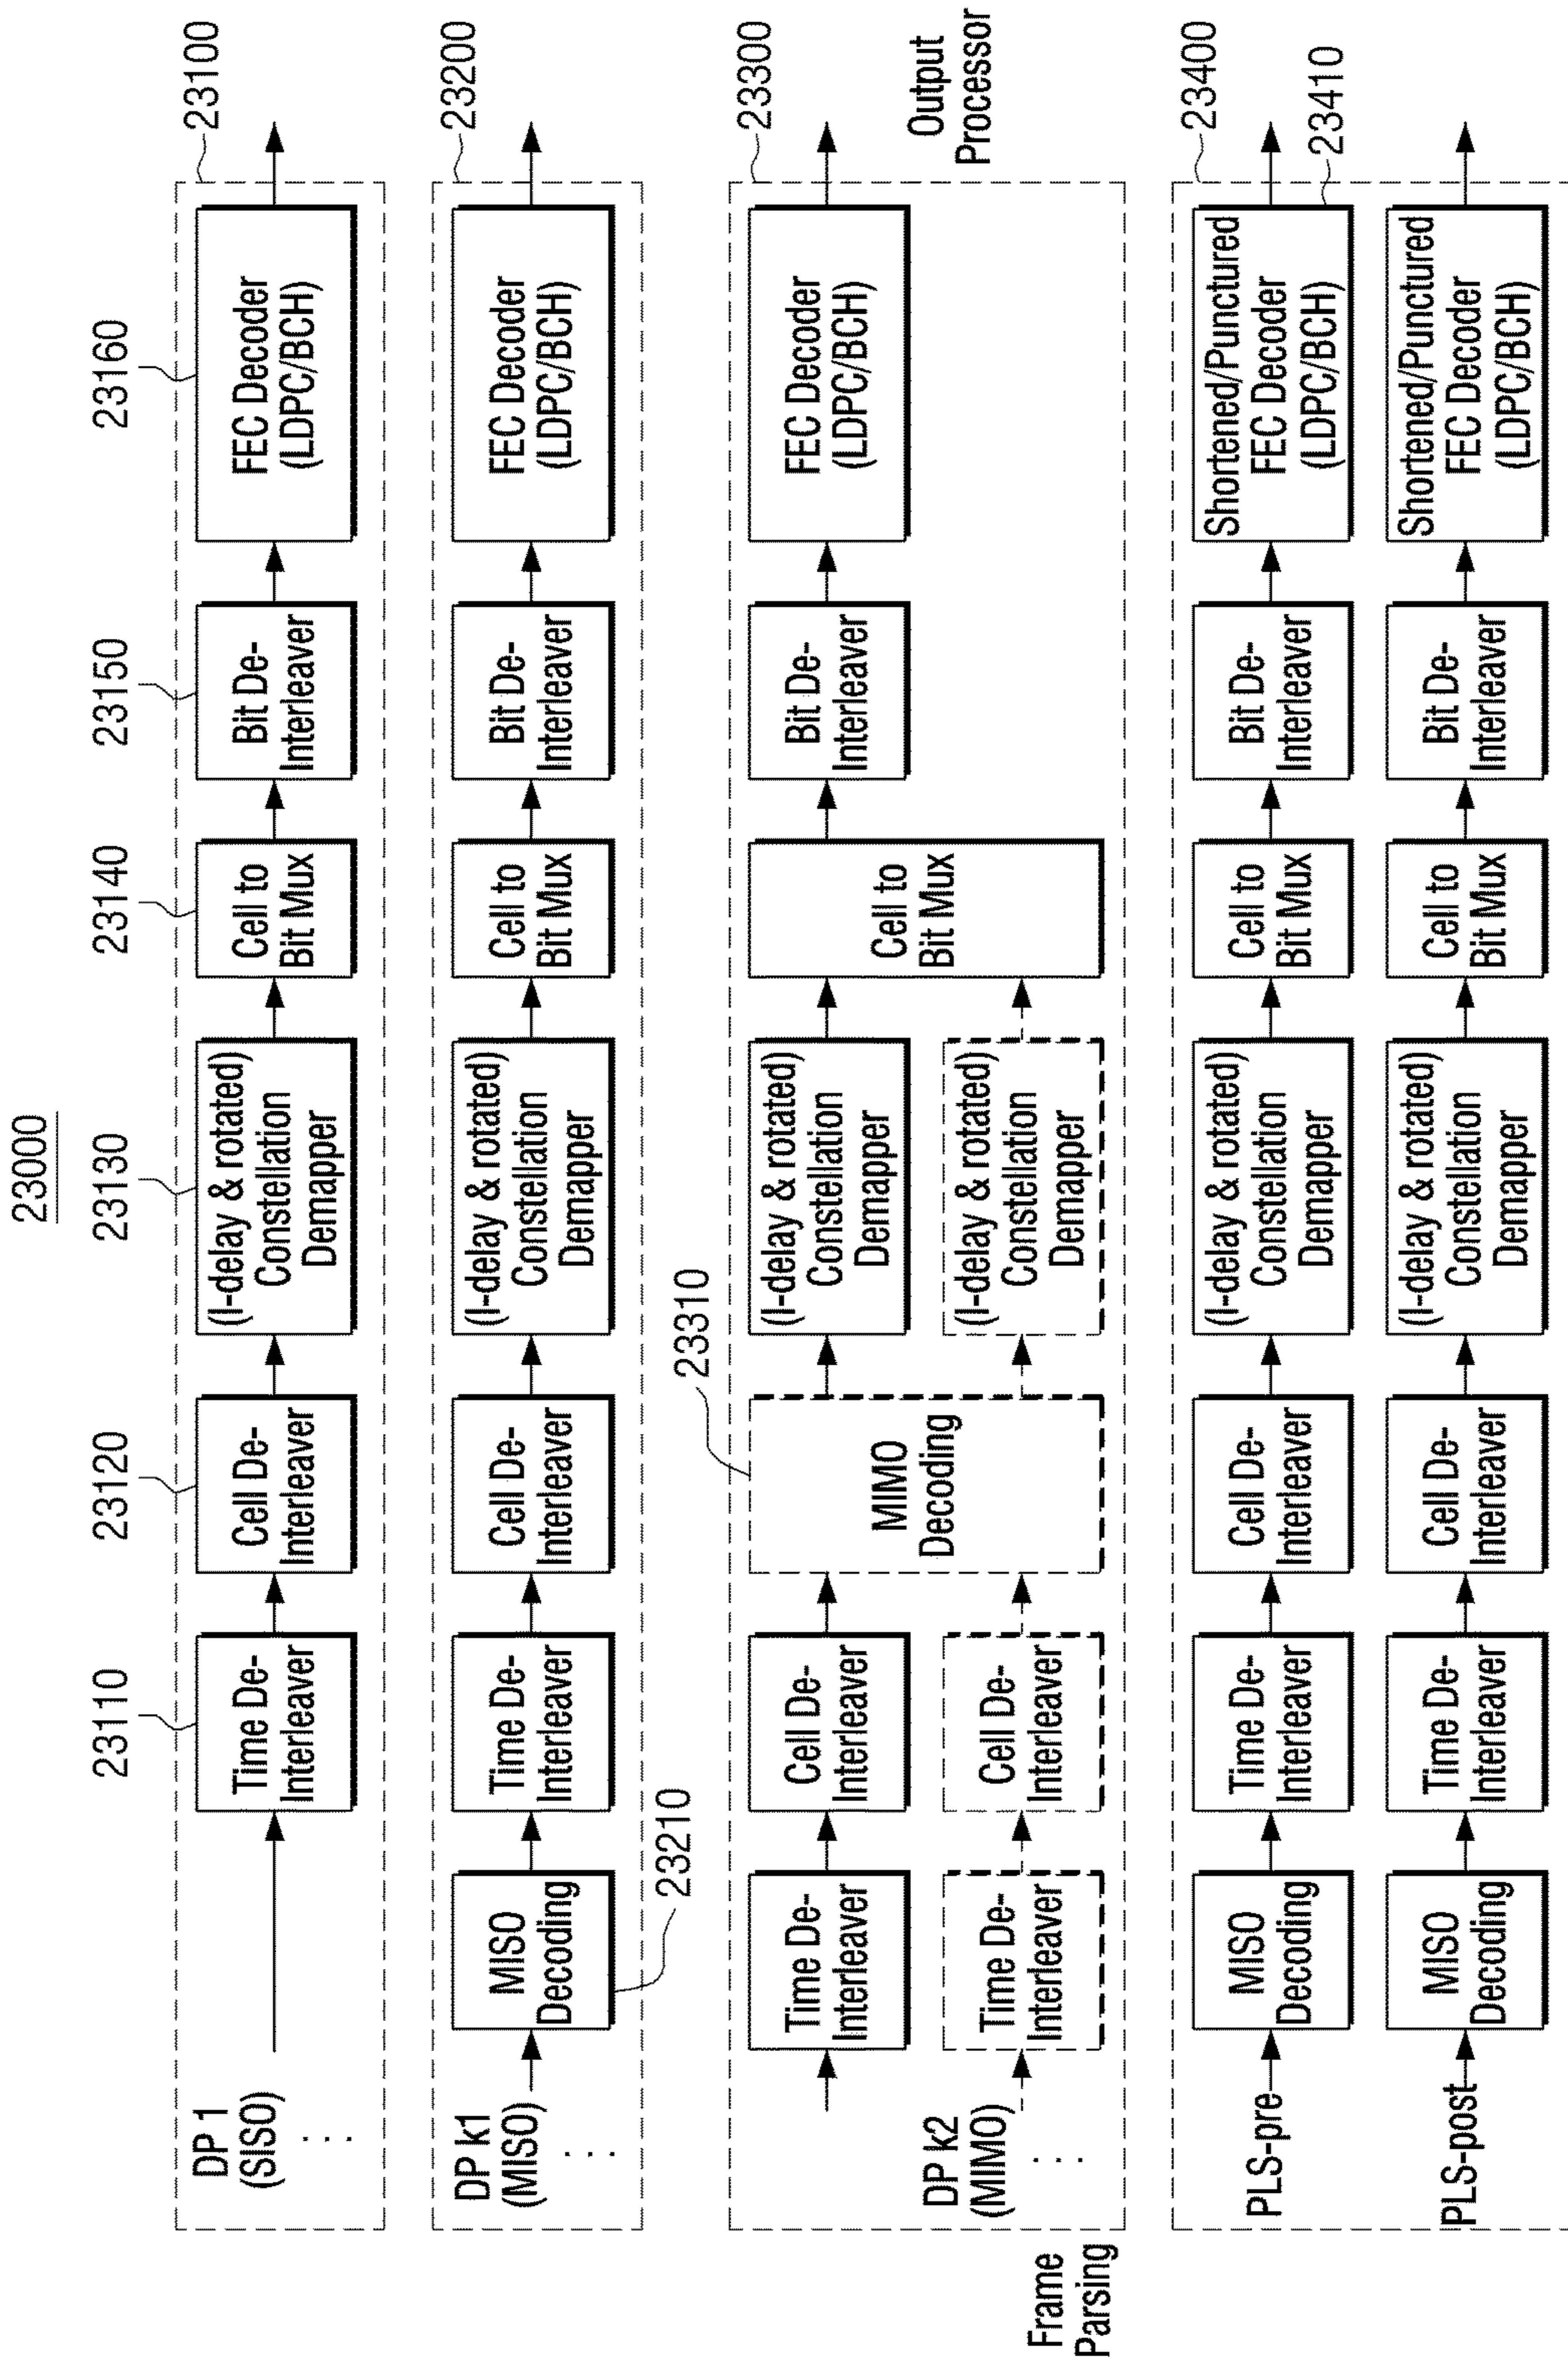 23000
23110
23120
23130
23140
23150
23160
DP 1
(SISO)
. . .
Time De-
Interleaver
Cell De-
Interleaver
(I-delay & rotated)
Constellation
Demapper
Cell to
Bit Mux
Bit De-
Interleaver
FEC Decoder
(LDPC/BCH)
23100
DP k1
(MISO)
. . .
MISO
Decoding
23210
Time De-
Interleaver
Cell De-
Interleaver
(I-delay & rotated)
Constellation
Demapper
Cell to
Bit Mux
Bit De-
Interleaver
FEC Decoder
(LDPC/BCH)
23200
Frame
Parsing
DP k2
(MIMO)
. . .
Time De-
Interleaver
Cell De-
Interleaver
Time De-
Interleaver
Cell De-
Interleaver
23310
MIMO
Decoding
(I-delay & rotated)
Constellation
Demapper
(I-delay & rotated)
Constellation
Demapper
Cell to
Bit Mux
Bit De-
Interleaver
FEC Decoder
(LDPC/BCH)
23300
Output
Processor
PLS-pre
MISO
Decoding
Time De-
Interleaver
Cell De-
Interleaver
(I-delay & rotated)
Constellation
Demapper
Cell to
Bit Mux
Bit De-
Interleaver
Shortened/Punctured
FEC Decoder
(LDPC/BCH)
23400
23410
PLS-post
MISO
Decoding
Time De-
Interleaver
Cell De-
Interleaver
(I-delay & rotated)
Constellation
Demapper
Cell to
Bit Mux
Bit De-
Interleaver
Shortened/Punctured
FEC Decoder
(LDPC/BCH)